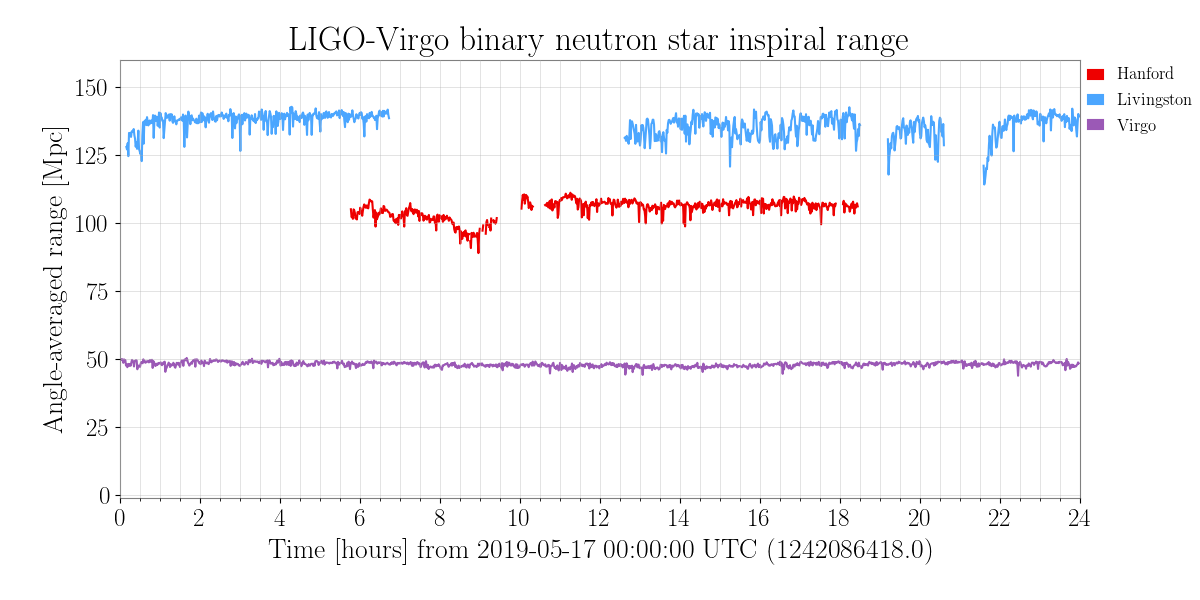 LIGO-Virgo binary neutron star inspiral range
Angle-averaged range [Mpc]
150
125
100
75
50
25
0
0 2 4 6 8 10 12 14 16 18 20 22 24
Time [hours] from 2019-05-17 00:00:00 UTC (1242086418.0)
Hanford
Livingston
Virgo